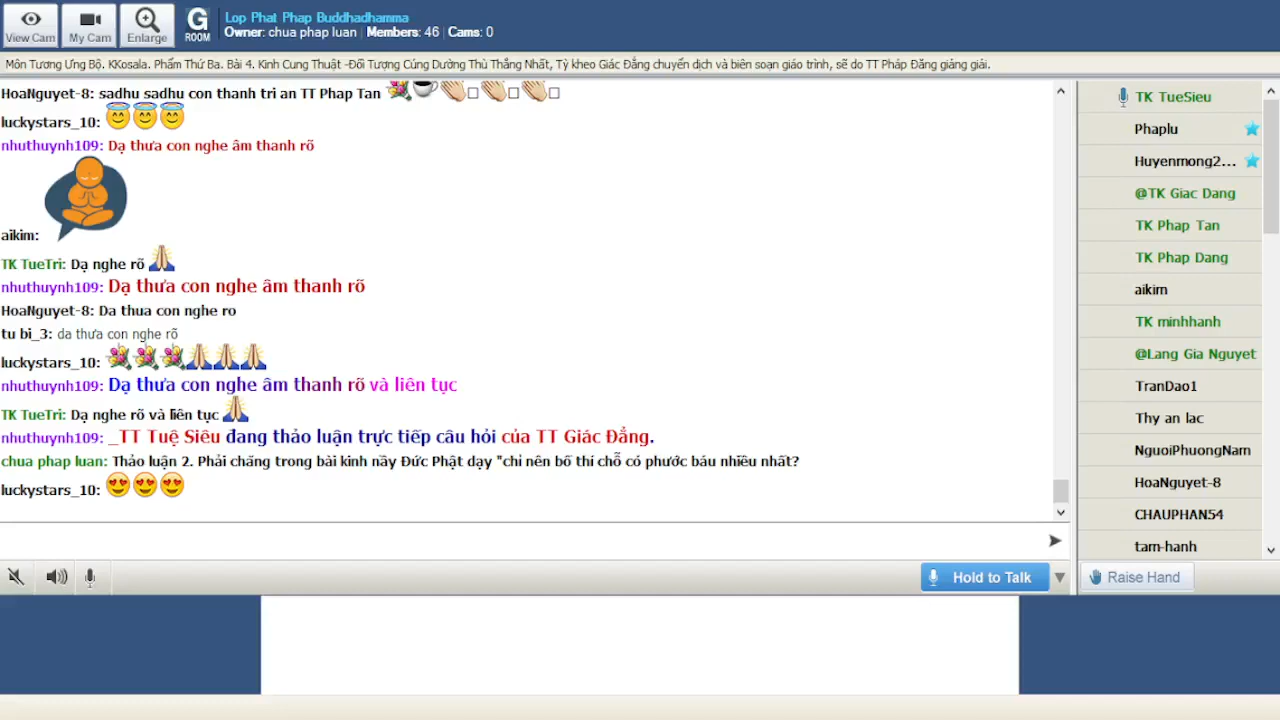 View Cam
My Cam
Enlarge
G
ROOM
Lop Phat Phap Buddhadhamma
Owner: chua phap luan | Members: 46 | Cams: 0
Môn Tương Ưng Bộ. KKosala. Phẩm Thứ Ba. Bài 4. Kinh Cung Thuật -Đối Tượng Cúng Dường Thù Thắng Nhất, Tỳ kheo Giác Đẳng chuyển dịch và biên soạn giáo trình, sẽ do TT Pháp Đăng giảng giải.
HoaNguyet-8: sadhu sadhu con thanh tri an TT Phap Tan
luckystars_10:
nhuthuynh109: Dạ thưa con nghe âm thanh rõ
aikim:
TK TueTri: Dạ nghe rõ
nhuthuynh109: Dạ thưa con nghe âm thanh rõ
HoaNguyet-8: Da thua con nghe ro
tu bi_3: da thưa con nghe rõ
luckystars_10:
nhuthuynh109: Dạ thưa con nghe âm thanh rõ và liên tục
TK TueTri: Dạ nghe rõ và liên tục
nhuthuynh109: _TT Tuệ Siêu đang thảo luận trực tiếp câu hỏi của TT Giác Đẳng.
chua phap luan: Thảo luận 2. Phải chăng trong bài kinh nầy Đức Phật dạy "chỉ nên bố thí chỗ có phước báu nhiều nhất?
luckystars_10:
TK TueSieu
Phaplu
Huyenmong2...
@TK Giac Dang
TK Phap Tan
TK Phap Dang
aikim
TK minhhanh
@Lang Gia Nguyet
TranDao1
Thy an lac
NguoiPhuongNam
HoaNguyet-8
CHAUPHAN54
tam-hanh
Hold to Talk
Raise Hand